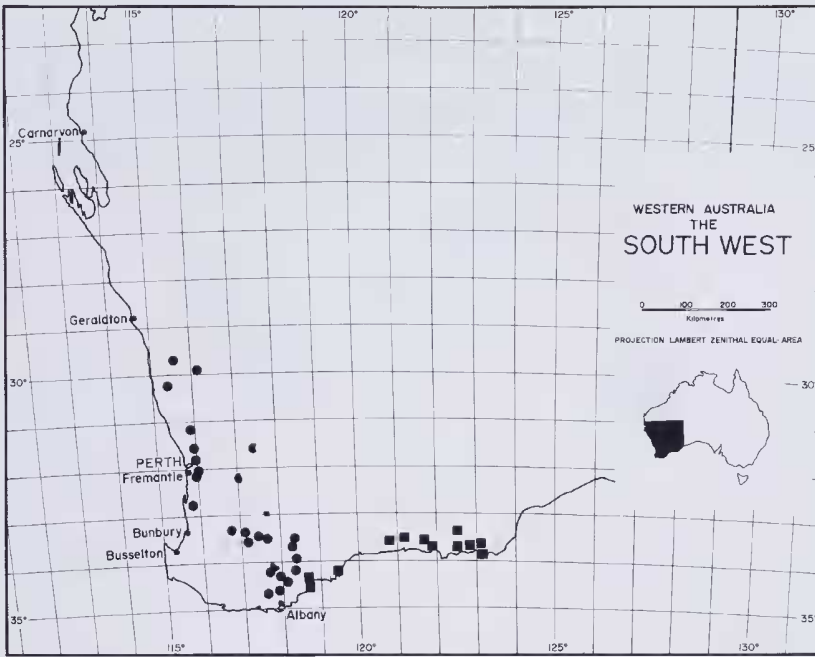 110° 115° 120° 125° 130°
Carnarvon
25° 25°
WESTERN AUSTRALIA
THE
SOUTH WEST
Geraldton
0 100 200 300
Kilometres
PROJECTION LAMBERT ZENITHAL EQUAL-AREA
30° 30°
PERTH
Fremantle
Bunbury
Busselton
Albany
35° 35°
115° 120° 125° 130°